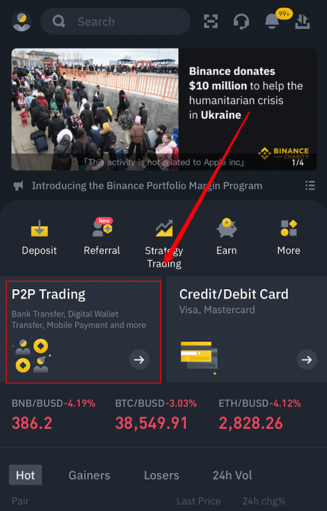 Search
99+
Binance donates
$10 million to help the
humanitarian crisis
in Ukraine
「This activity is not related to Apple inc」
BINANCE
CHARITY
1/4
Introducing the Binance Portfolio Margin Program
New
Deposit
Referral
Strategy
Trading
Earn
More
P2P Trading
Bank Transfer, Digital Wallet
Transfer, Mobile Payment and more
Credit/Debit Card
Visa, Mastercard
BNB/BUSD-4.19%
386.2
BTC/BUSD-3.03%
38,549.91
ETH/BUSD-4.12%
2,828.26
Hot Gainers Losers 24h Vol
Pair Last Price 24h chg%